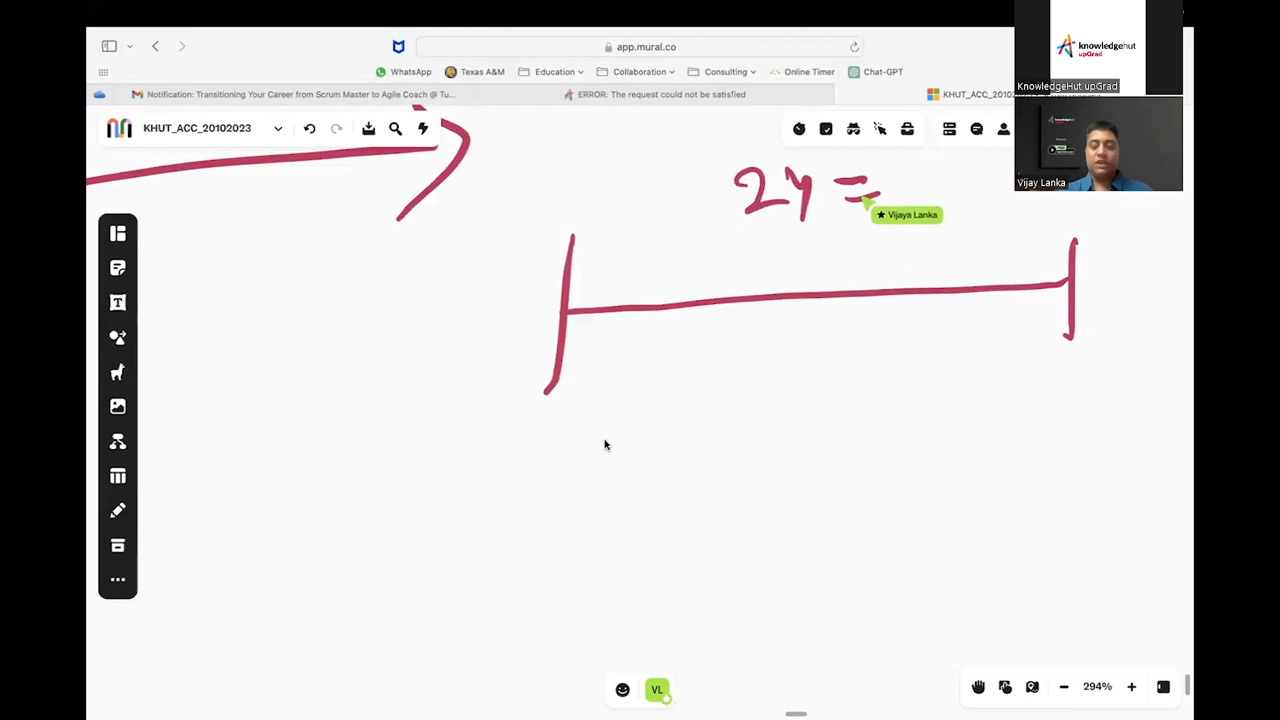 app.mural.co
WhatsApp Texas A&M Education Collaboration Consulting Online Timer Chat-GPT
Notification: Transitioning Your Career from Scrum Master to Agile Coach @ Tu... ERROR: The request could not be satisfied KHUT_ACC_2010202
KHUT_ACC_20102023
knowledgehut
upGrad
KnowledgeHut upGrad
Vijay Lanka
24 =
Vijaya Lanka
T
VL
294%